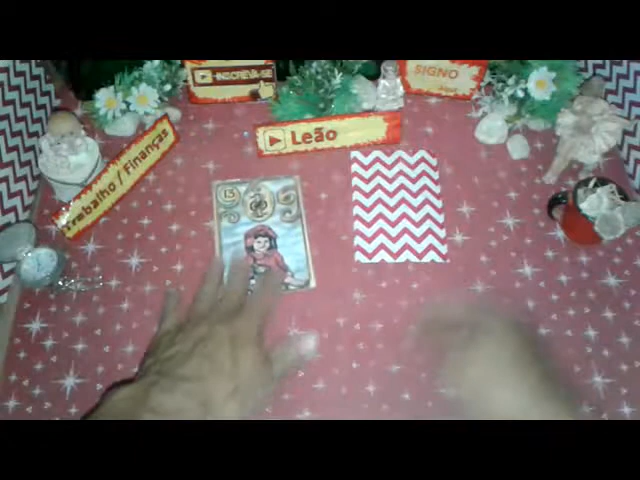 INSCREVA-SE
SIGNO
Leão
Trabalho / Finanças
13